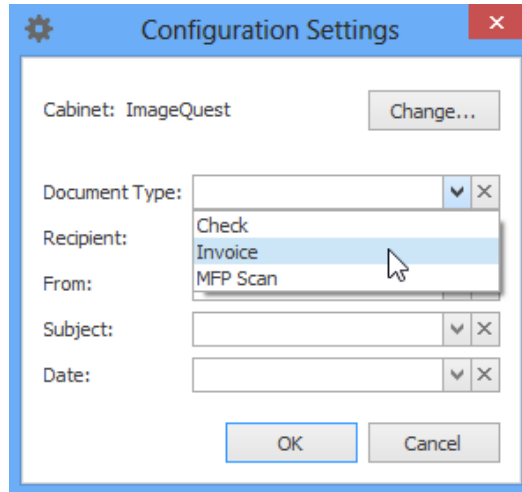 Configuration Settings
Cabinet: ImageQuest
Change...
Document Type:
Check
Recipient:
Invoice
From:
MFP Scan
Subject:
Date:
OK
Cancel